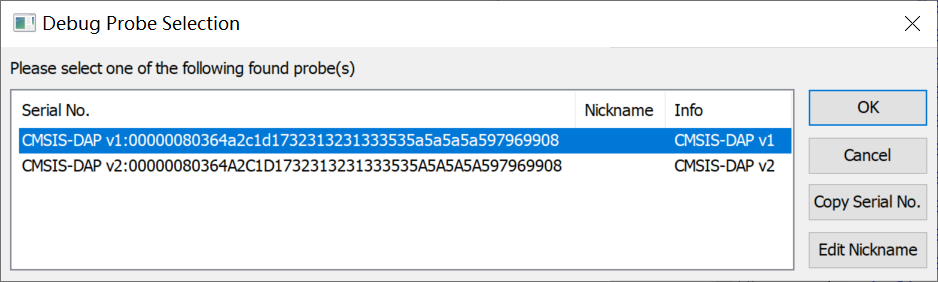 Debug Probe Selection
Please select one of the following found probe(s)
Serial No. Nickname Info
CMSIS-DAP v1:00000080364a2c1d1732313231333535a5a5a5a597969908 CMSIS-DAP v1
CMSIS-DAP v2:00000080364A2C1D1732313231333535A5A5A5A597969908 CMSIS-DAP v2
OK
Cancel
Copy Serial No.
Edit Nickname